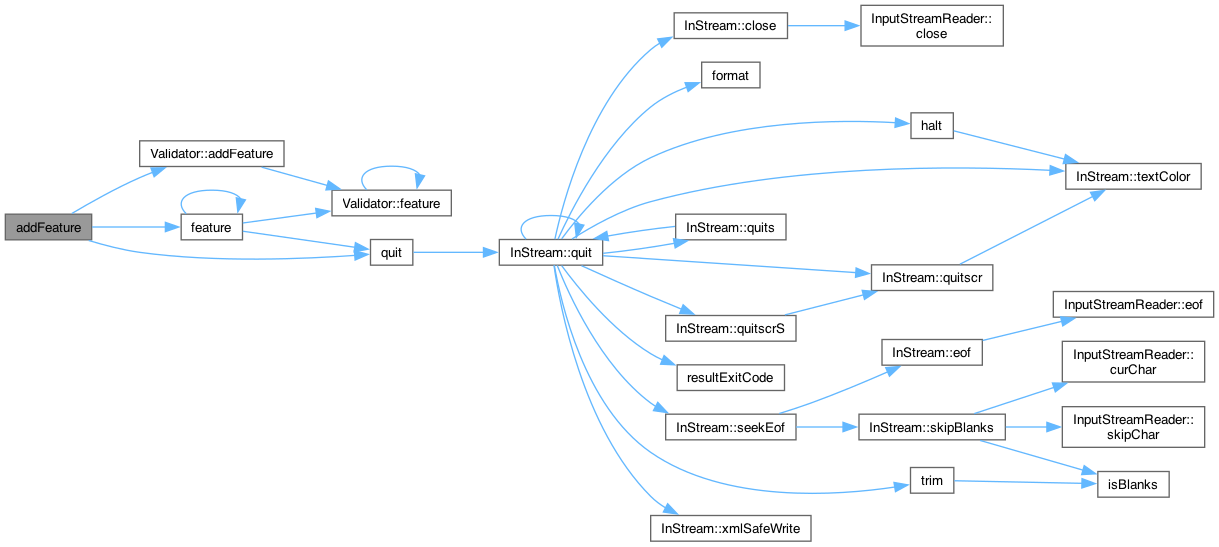 addFeature
Validator::addFeature
feature
Validator::feature
quit
InStream::quit
InStream::close
InputStreamReader::
close
format
halt
InStream::textColor
InStream::quits
InStream::quitscr
InStream::quitscrS
resultExitCode
InStream::seekEof
InStream::eof
InputStreamReader::eof
InStream::skipBlanks
InputStreamReader::
curChar
InputStreamReader::
skipChar
isBlanks
trim
InStream::xmlSafeWrite